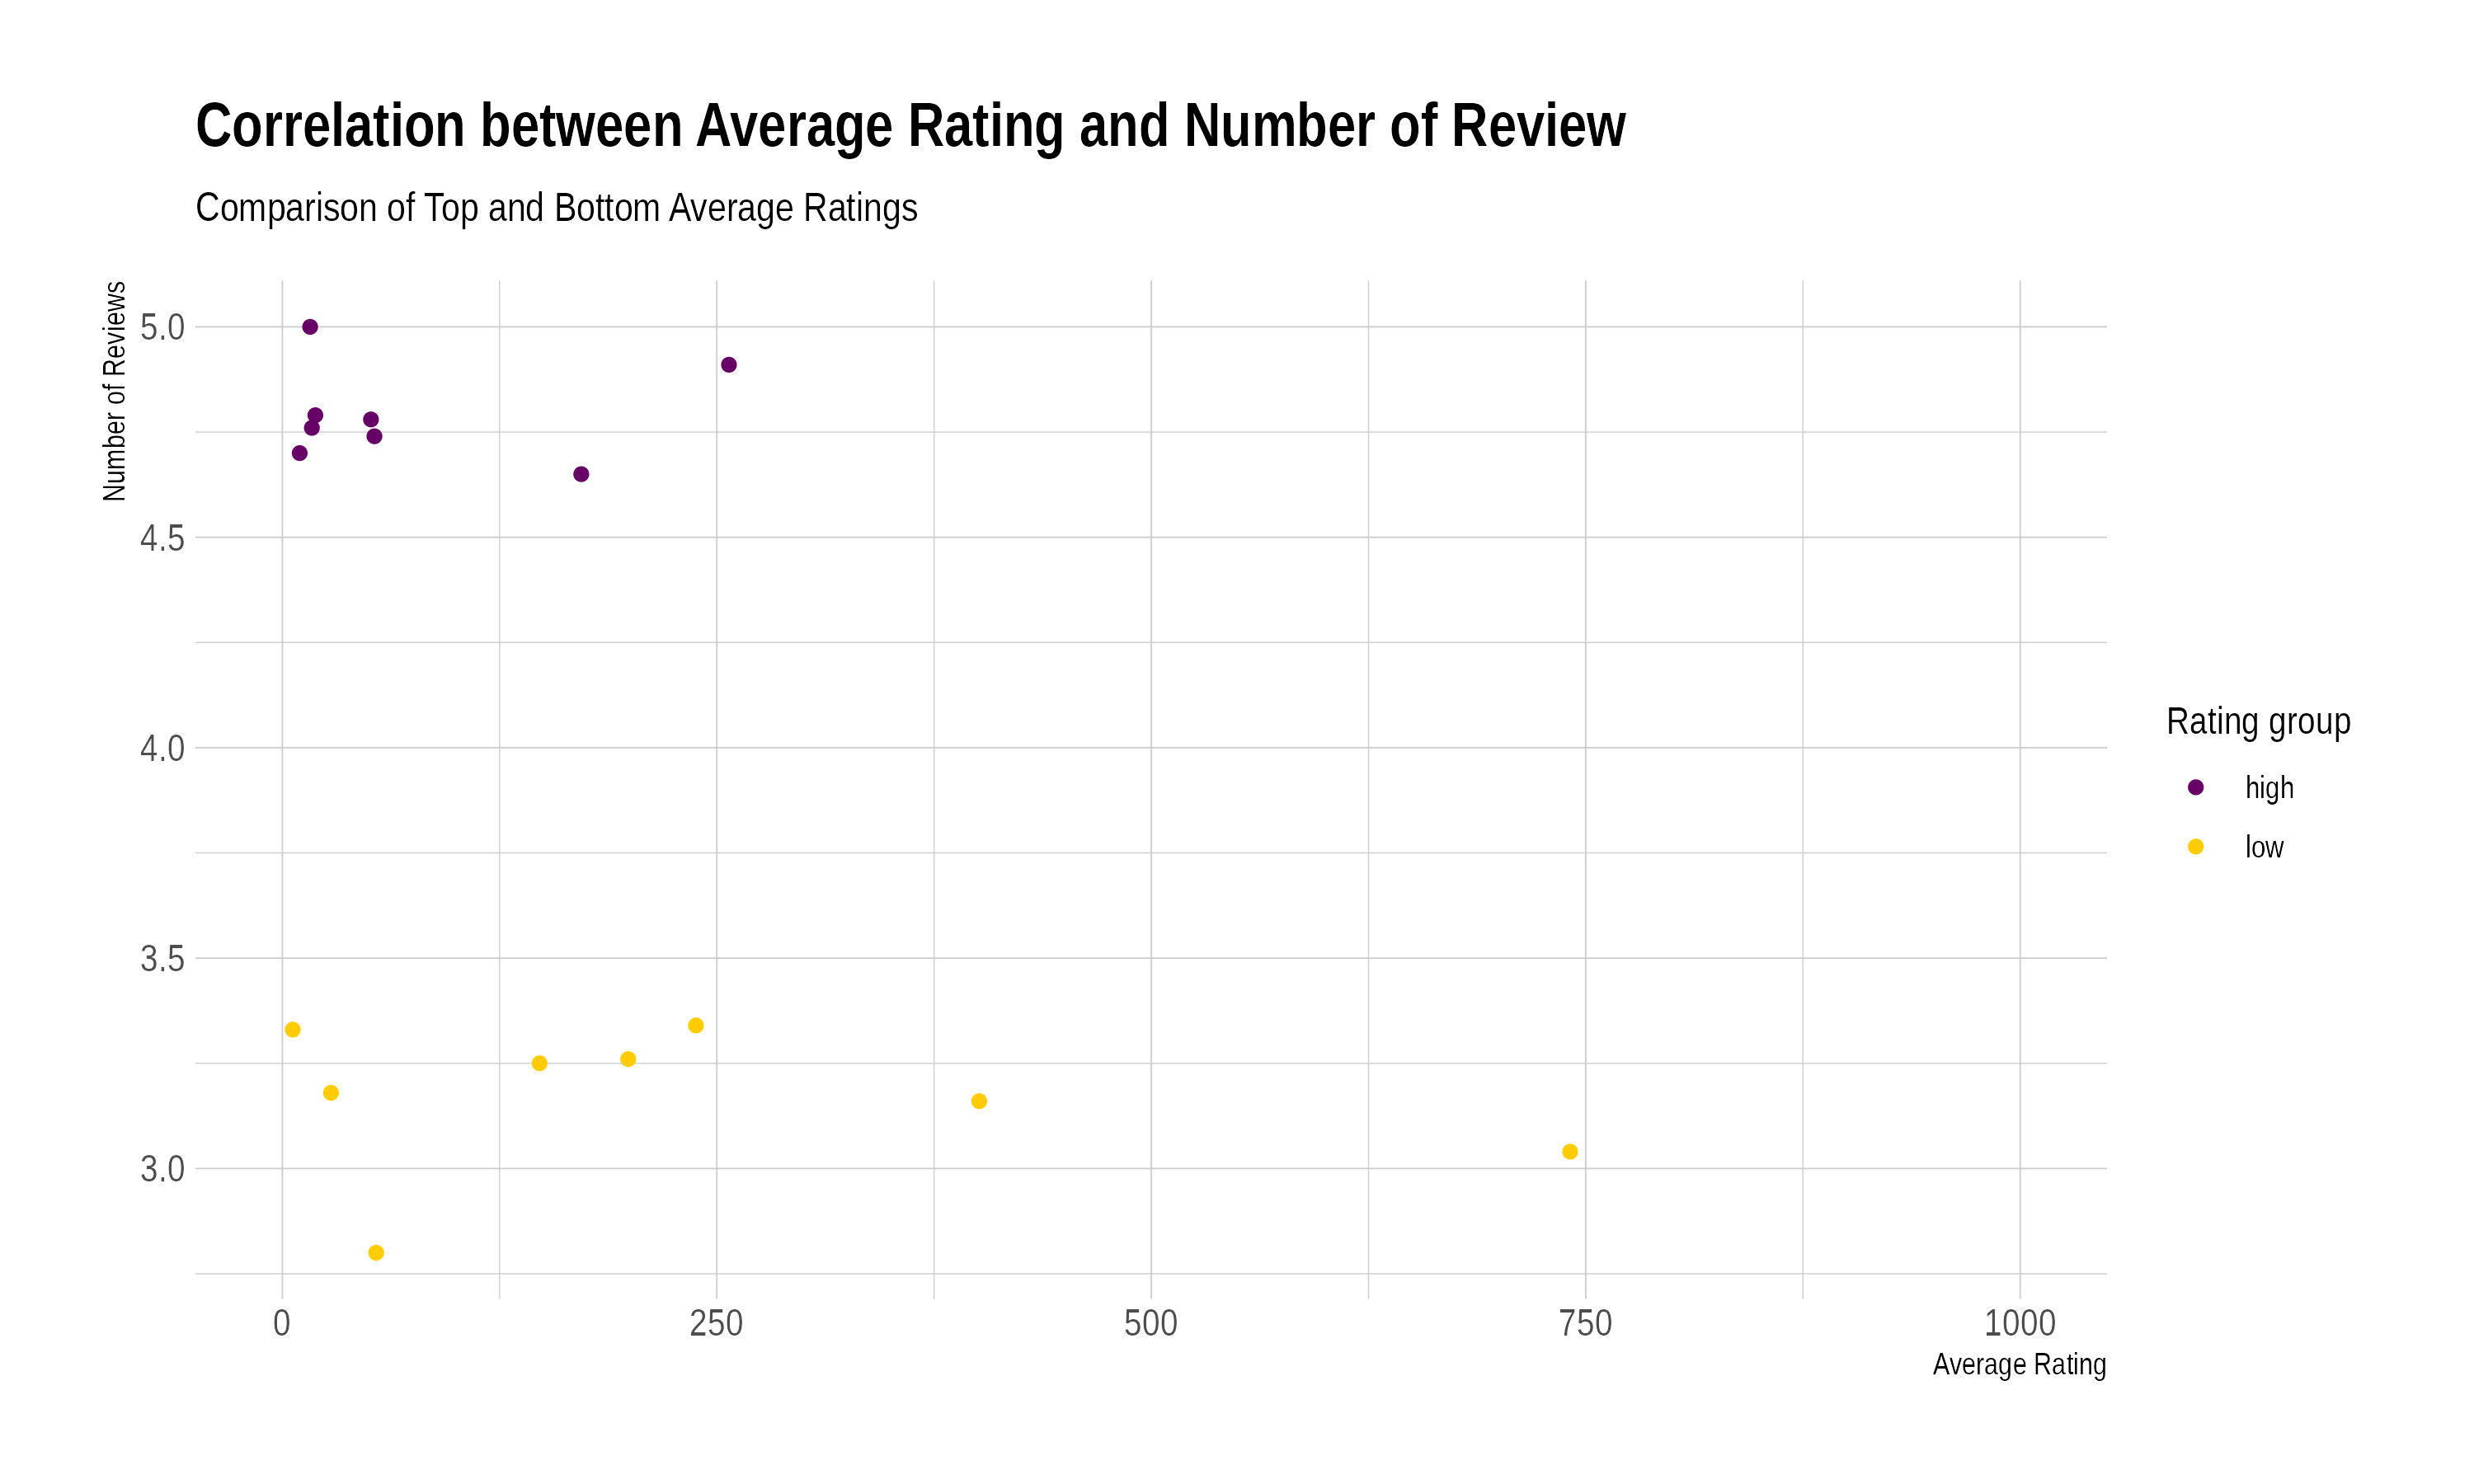 Correlation between Average Rating and Number of Review
Comparison of Top and Bottom Average Ratings
Number of Reviews
5.0
4.5
4.0
3.5
3.0
0
250
500
750
1000
Average Rating
Rating group
high
low